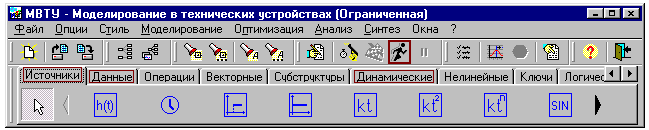 МВТУ - Моделирование в технических устройствах (Ограниченная)
Файл Опции Стиль Моделирование Оптимизация Анализ Синтез Окна ?
Источники Данные Операции Векторные Субструктуры Динамические Нелинейные Ключи Логичес
h(t) kt kt² ktⁿ SIN